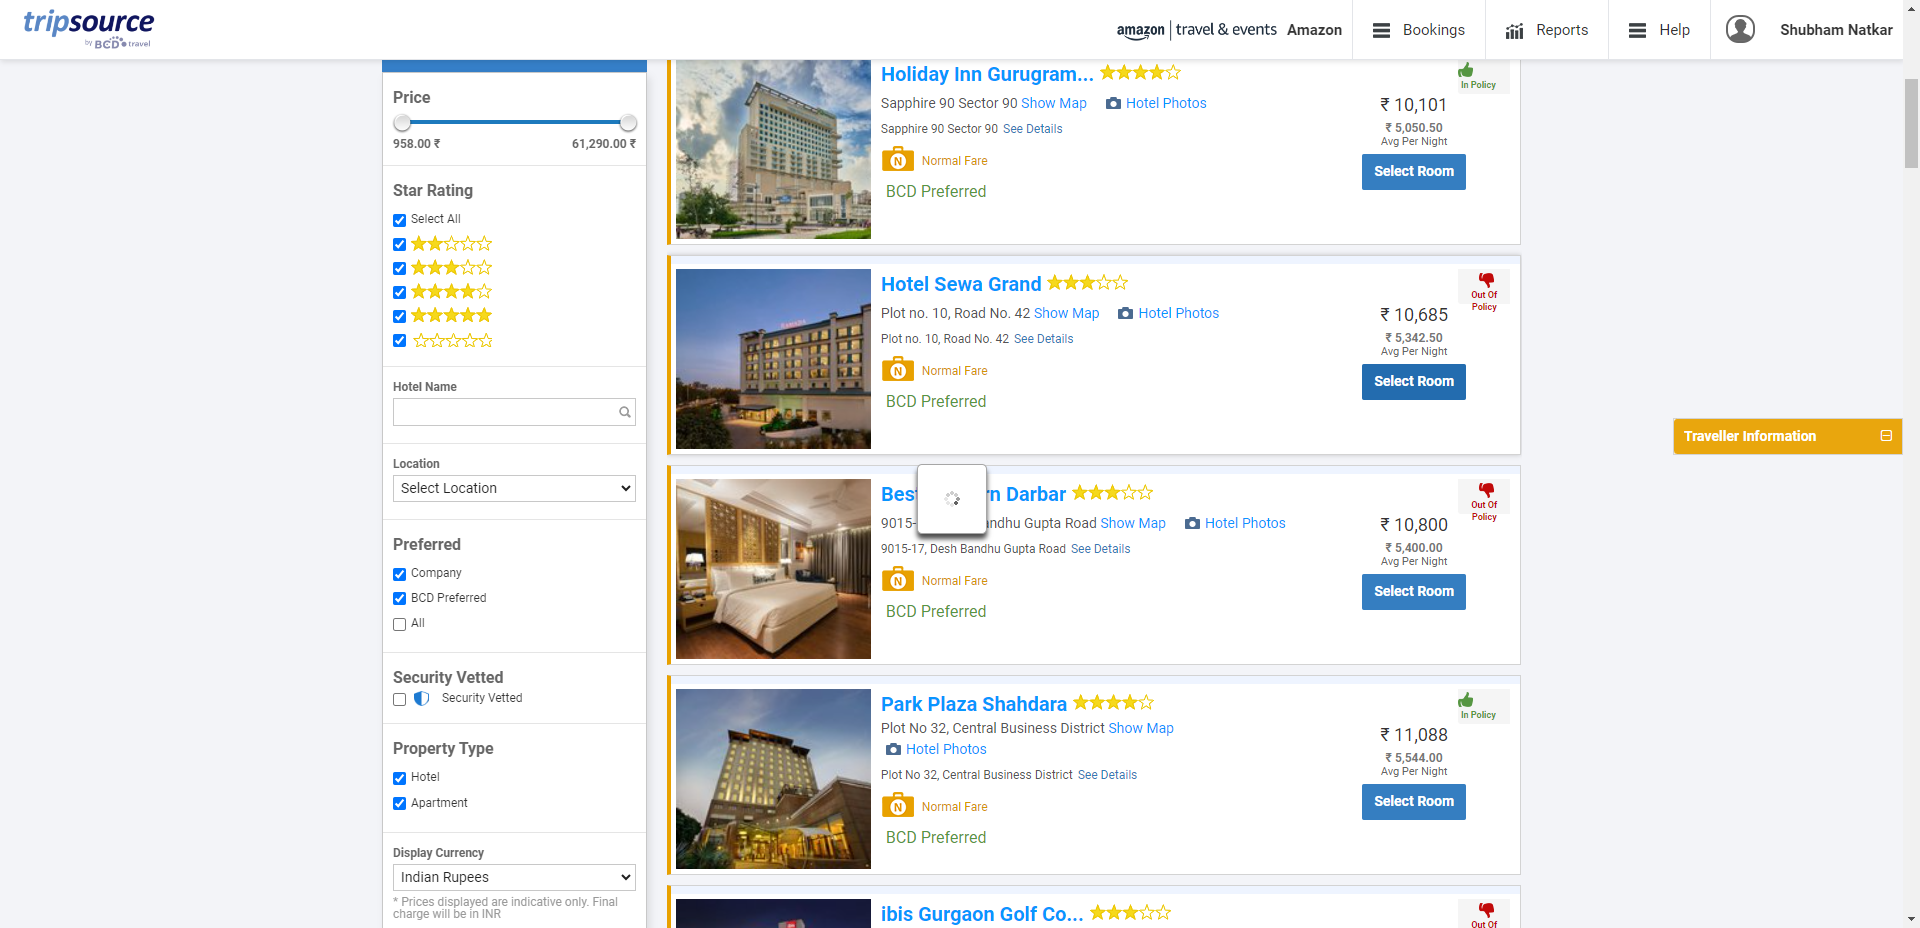 tripsource
by BCD travel
amazon | travel & events Amazon
Bookings
Reports
Help
Shubham Natkar
Price
958.00 ₹
61,290.00 ₹
Star Rating
Select All
Hotel Name
Location
Select Location
Preferred
Company
BCD Preferred
All
Security Vetted
Security Vetted
Property Type
Hotel
Apartment
Display Currency
Indian Rupees
* Prices displayed are indicative only. Final
charge will be in INR
Holiday Inn Gurugram...
Sapphire 90 Sector 90 Show Map Hotel Photos
Sapphire 90 Sector 90 See Details
N Normal Fare
BCD Preferred
In Policy
₹ 10,101
₹ 5,050.50
Avg Per Night
Select Room
Hotel Sewa Grand
Plot no. 10, Road No. 42 Show Map Hotel Photos
Plot no. 10, Road No. 42 See Details
N Normal Fare
BCD Preferred
Out Of
Policy
₹ 10,685
₹ 5,342.50
Avg Per Night
Select Room
Darbar
Gupta Road Show Map Hotel Photos
9015-17, Desh Bandhu Gupta Road See Details
N Normal Fare
BCD Preferred
Out Of
Policy
₹ 10,800
₹ 5,400.00
Avg Per Night
Select Room
Park Plaza Shahdara
Plot No 32, Central Business District Show Map
Hotel Photos
Plot No 32, Central Business District See Details
N Normal Fare
BCD Preferred
In Policy
₹ 11,088
₹ 5,544.00
Avg Per Night
Select Room
ibis Gurgaon Golf Co...
Out Of
Traveller Information